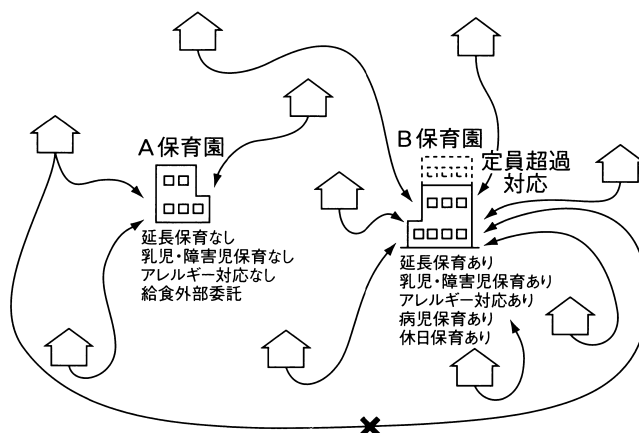 A保育園
延長保育なし
乳児・障害児保育なし
アレルギー対応なし
給食外部委託
B保育園
定員超過
対応
延長保育あり
乳児・障害児保育あり
アレルギー対応あり
病児保育あり
休日保育あり